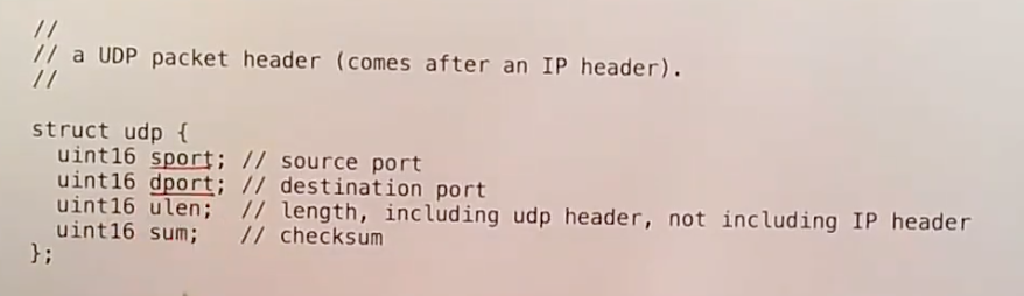 //
// a UDP packet header (comes after an IP header).
//
struct udp {
uint16 sport; // source port
uint16 dport; // destination port
uint16 ulen; // length, including udp header, not including IP header
uint16 sum; // checksum
};